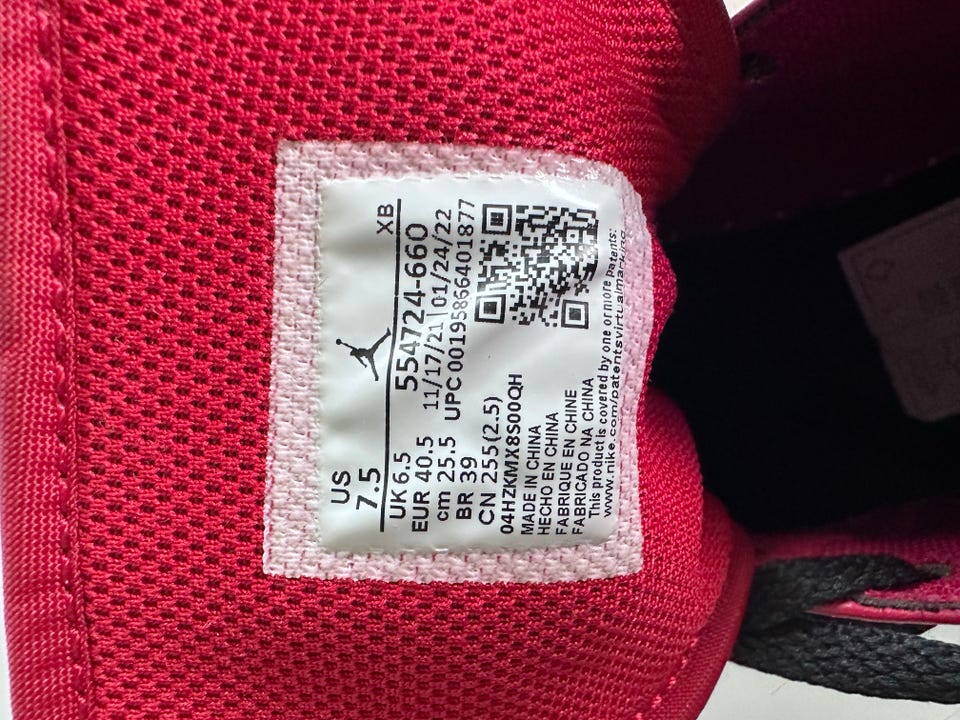 US XB
7.5
UK6.5 554724-660
EUR 40.5 11/17/21 01/24/22
cm 25.5 UPC 00195866401877
BR 39
CN 255(2.5)
04HZKMX8S00QH
MADE IN CHINA
HECHO EN CHINA
FABRIQUE EN CHINE
FABRICADO NA CHINA
This product is covered by one or more patents:
www.nike.com/patentsvirtualmarking